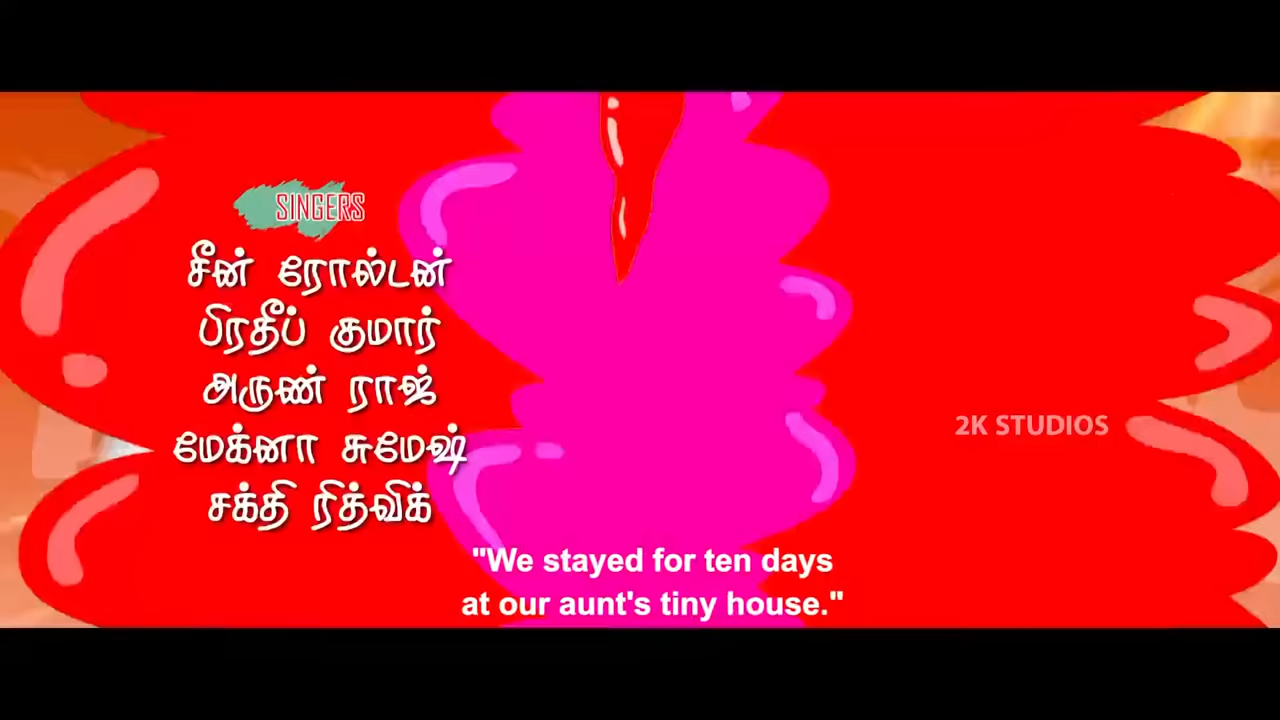 SINGERS
சீன் ரோல்டன்
பிரதீப் குமார்
அருண் ராஜ்
மேக்னா சுமேஷ்
சக்தி ரித்விக்
2K STUDIOS
"We stayed for ten days
at our aunt's tiny house."